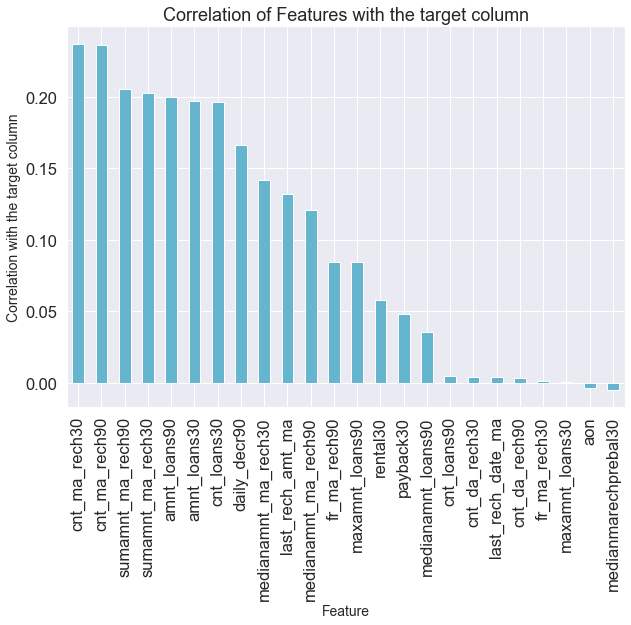 Correlation of Features with the target column
Correlation with the target column
0.20
0.15
0.10
0.05
0.00
cnt_ma_rech30
cnt_ma_rech90
sumamnt_ma_rech90
sumamnt_ma_rech30
amnt_loans90
amnt_loans30
cnt_loans30
daily_decr90
medianamnt_ma_rech30
last_rech_amt_ma
medianamnt_ma_rech90
fr_ma_rech90
maxamnt_loans90
rental30
payback30
medianamnt_loans90
cnt_loans90
cnt_da_rech30
last_rech_date_ma
cnt_da_rech90
fr_ma_rech30
maxamnt_loans30
aon
medianmarechprebal30
Feature